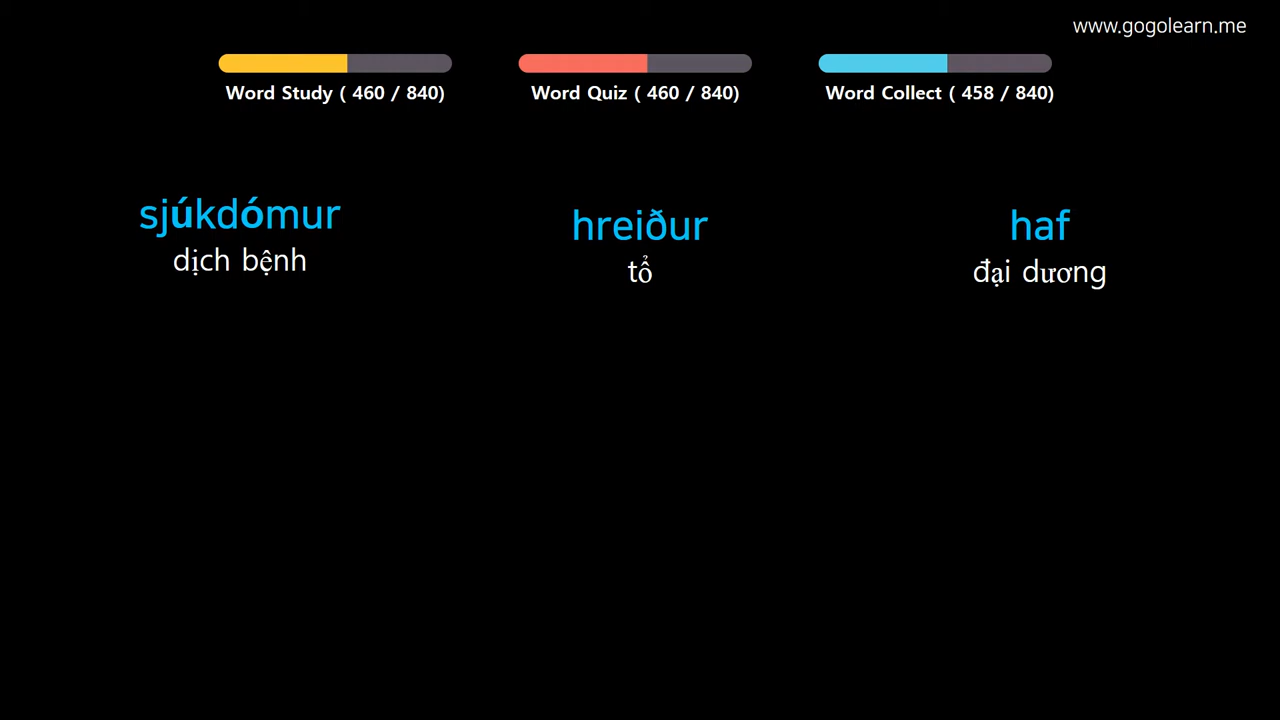 www.gogolearn.me
Word Study ( 460 / 840)
Word Quiz ( 460 / 840)
Word Collect ( 458 / 840)
sjúkdómur
dịch bệnh
hreiður
tổ
haf
đại dương